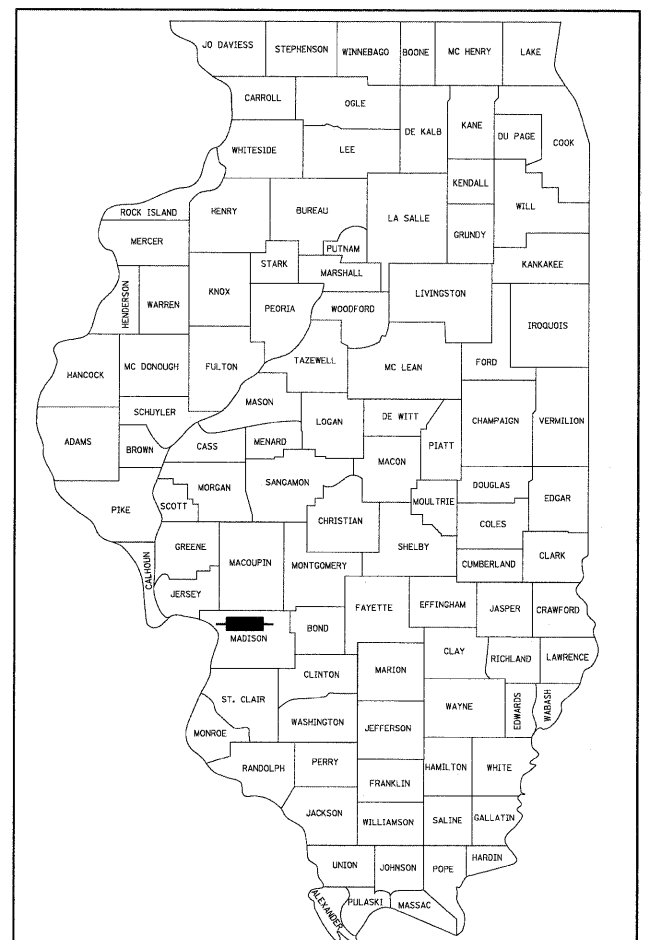 JO DAVIESS
STEPHENSON
WINNEBAGO
BOONE
MC HENRY
LAKE
CARROLL
OGLE
DE KALB
KANE
DU PAGE
COOK
WHITESIDE
LEE
KENDALL
WILL
ROCK ISLAND
HENRY
BUREAU
LA SALLE
GRUNDY
MERCER
PUTNAM
STARK
MARSHALL
KANKAKEE
HENDERSON
WARREN
KNOX
PEORIA
WOODFORD
LIVINGSTON
IROQUOIS
HANCOCK
MC DONOUGH
FULTON
TAZEWELL
MC LEAN
FORD
MASON
SCHUYLER
LOGAN
DE WITT
CHAMPAIGN
VERMILION
ADAMS
BROWN
CASS
MENARD
PIATT
MACON
MORGAN
SANGAMON
DOUGLAS
EDGAR
PIKE
SCOTT
CHRISTIAN
MOULTRIE
COLES
GREENE
MACOUPIN
MONTGOMERY
SHELBY
CUMBERLAND
CLARK
CALHOUN
JERSEY
FAYETTE
EFFINGHAM
JASPER
CRAWFORD
MADISON
BOND
CLAY
RICHLAND
LAWRENCE
CLINTON
MARION
ST. CLAIR
WAYNE
EDWARDS
WABASH
WASHINGTON
JEFFERSON
MONROE
RANDOLPH
PERRY
HAMILTON
WHITE
FRANKLIN
JACKSON
WILLIAMSON
SALINE
GALLATIN
UNION
JOHNSON
POPE
HARDIN
ALEXANDER
PULASKI
MASSAC